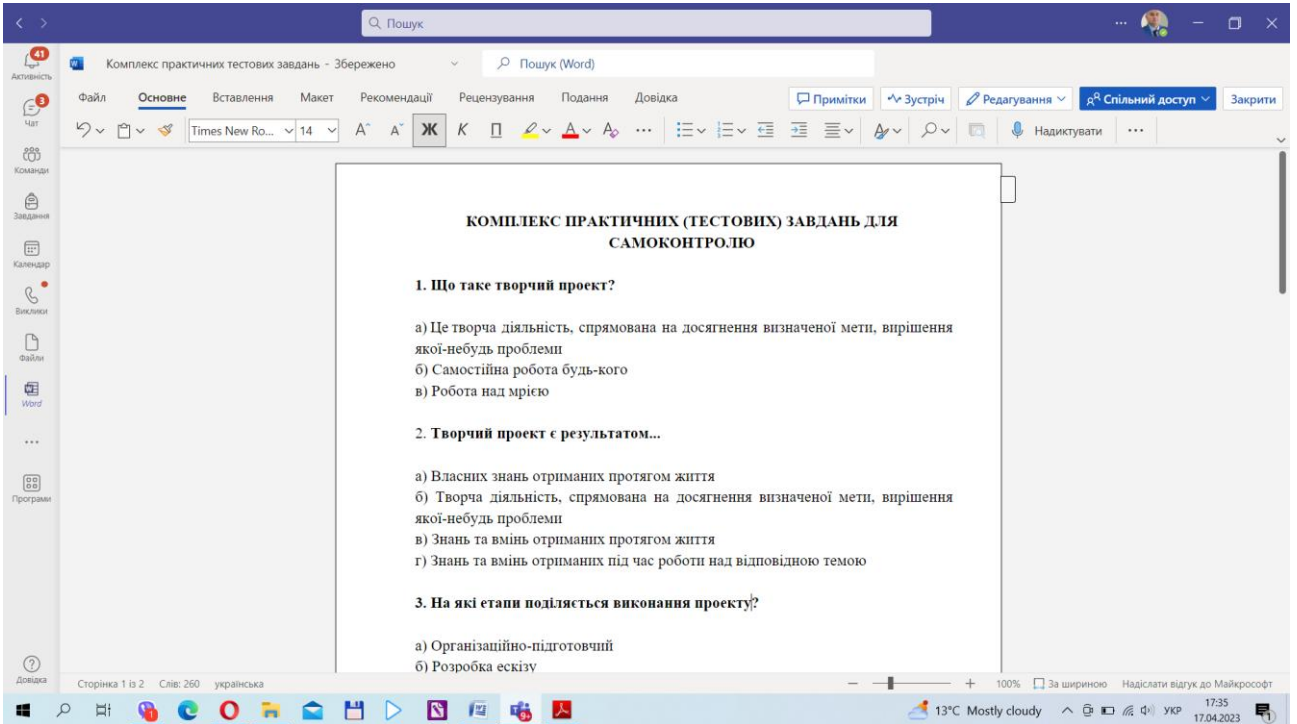 Пошук
41
Активність
3
Чат
Команди
Завдання
Календар
Виклики
Файли
Word
Програми
Довідка
Комплекс практичних тестових завдань - Збережено
Пошук (Word)
Файл Основне Вставлення Макет Рекомендації Рецензування Подання Довідка
Примітки Зустріч Редагування Спільний доступ Закрити
Times New Ro... 14 Ж К П Надиктувати
КОМПЛЕКС ПРАКТИЧНИХ (ТЕСТОВИХ) ЗАВДАНЬ ДЛЯ
САМОКОНТРОЛЮ
1. Що таке творчий проект?
а) Це творча діяльність, спрямована на досягнення визначеної мети, вирішення
якої-небудь проблеми
б) Самостійна робота будь-кого
в) Робота над мрією
2. Творчий проект є результатом...
а) Власних знань отриманих протягом життя
б) Творча діяльність, спрямована на досягнення визначеної мети, вирішення
якої-небудь проблеми
в) Знань та вмінь отриманих протягом життя
г) Знань та вмінь отриманих під час роботи над відповідною темою
3. На які етапи поділяється виконання проекту?
а) Організаційно-підготовчий
б) Розробка ескізу
Сторінка 1 із 2 Слів: 260 українська
100% За шириною Надіслати відгук до Майкрософт
13°C Mostly cloudy УКР 17:35
17.04.2023